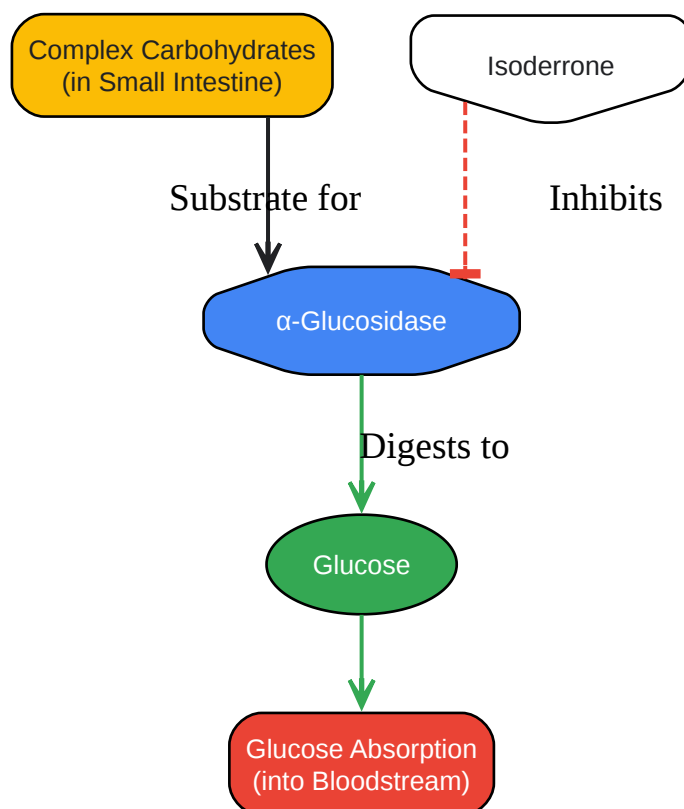 Complex Carbohydrates
(in Small Intestine)
Isoderrone
Substrate for
Inhibits
α-Glucosidase
Digests to
Glucose
Glucose Absorption
(into Bloodstream)